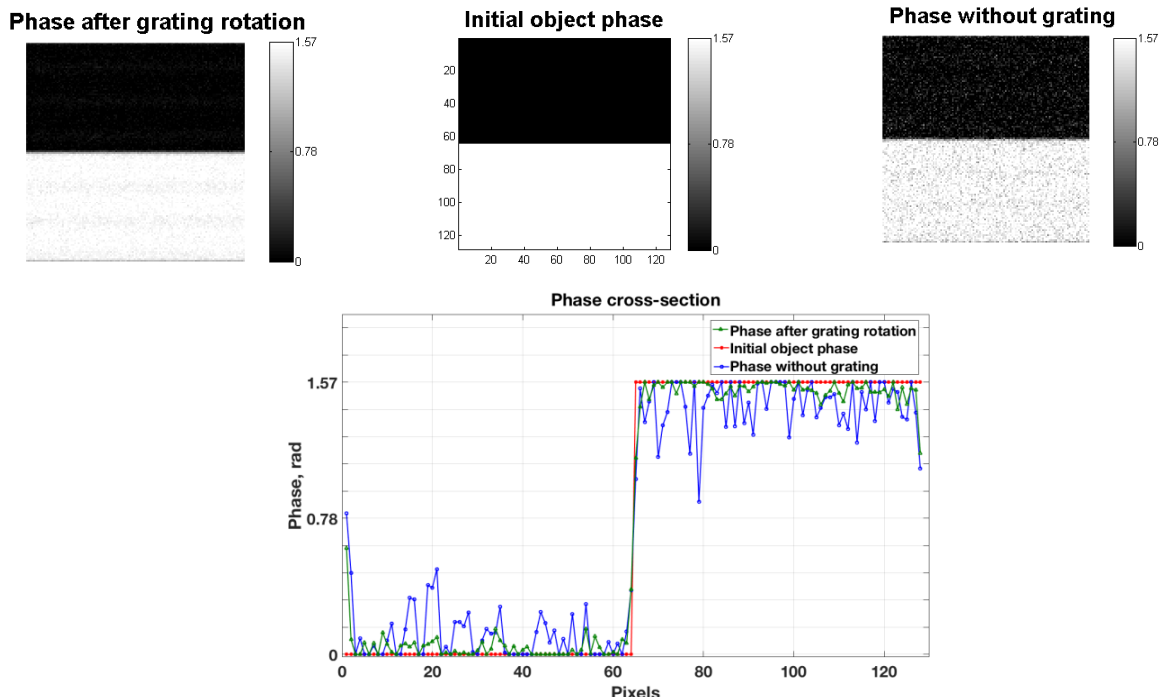 Phase after grating rotation
1.57
0.78
0
Initial object phase
20
40
60
80
100
120
20 40 60 80 100 120
1.57
0.78
0
Phase without grating
1.57
0.78
0
Phase cross-section
Phase after grating rotation
Initial object phase
Phase without grating
Phase, rad
1.57
0.78
0
0 20 40 60 80 100 120
Pixels